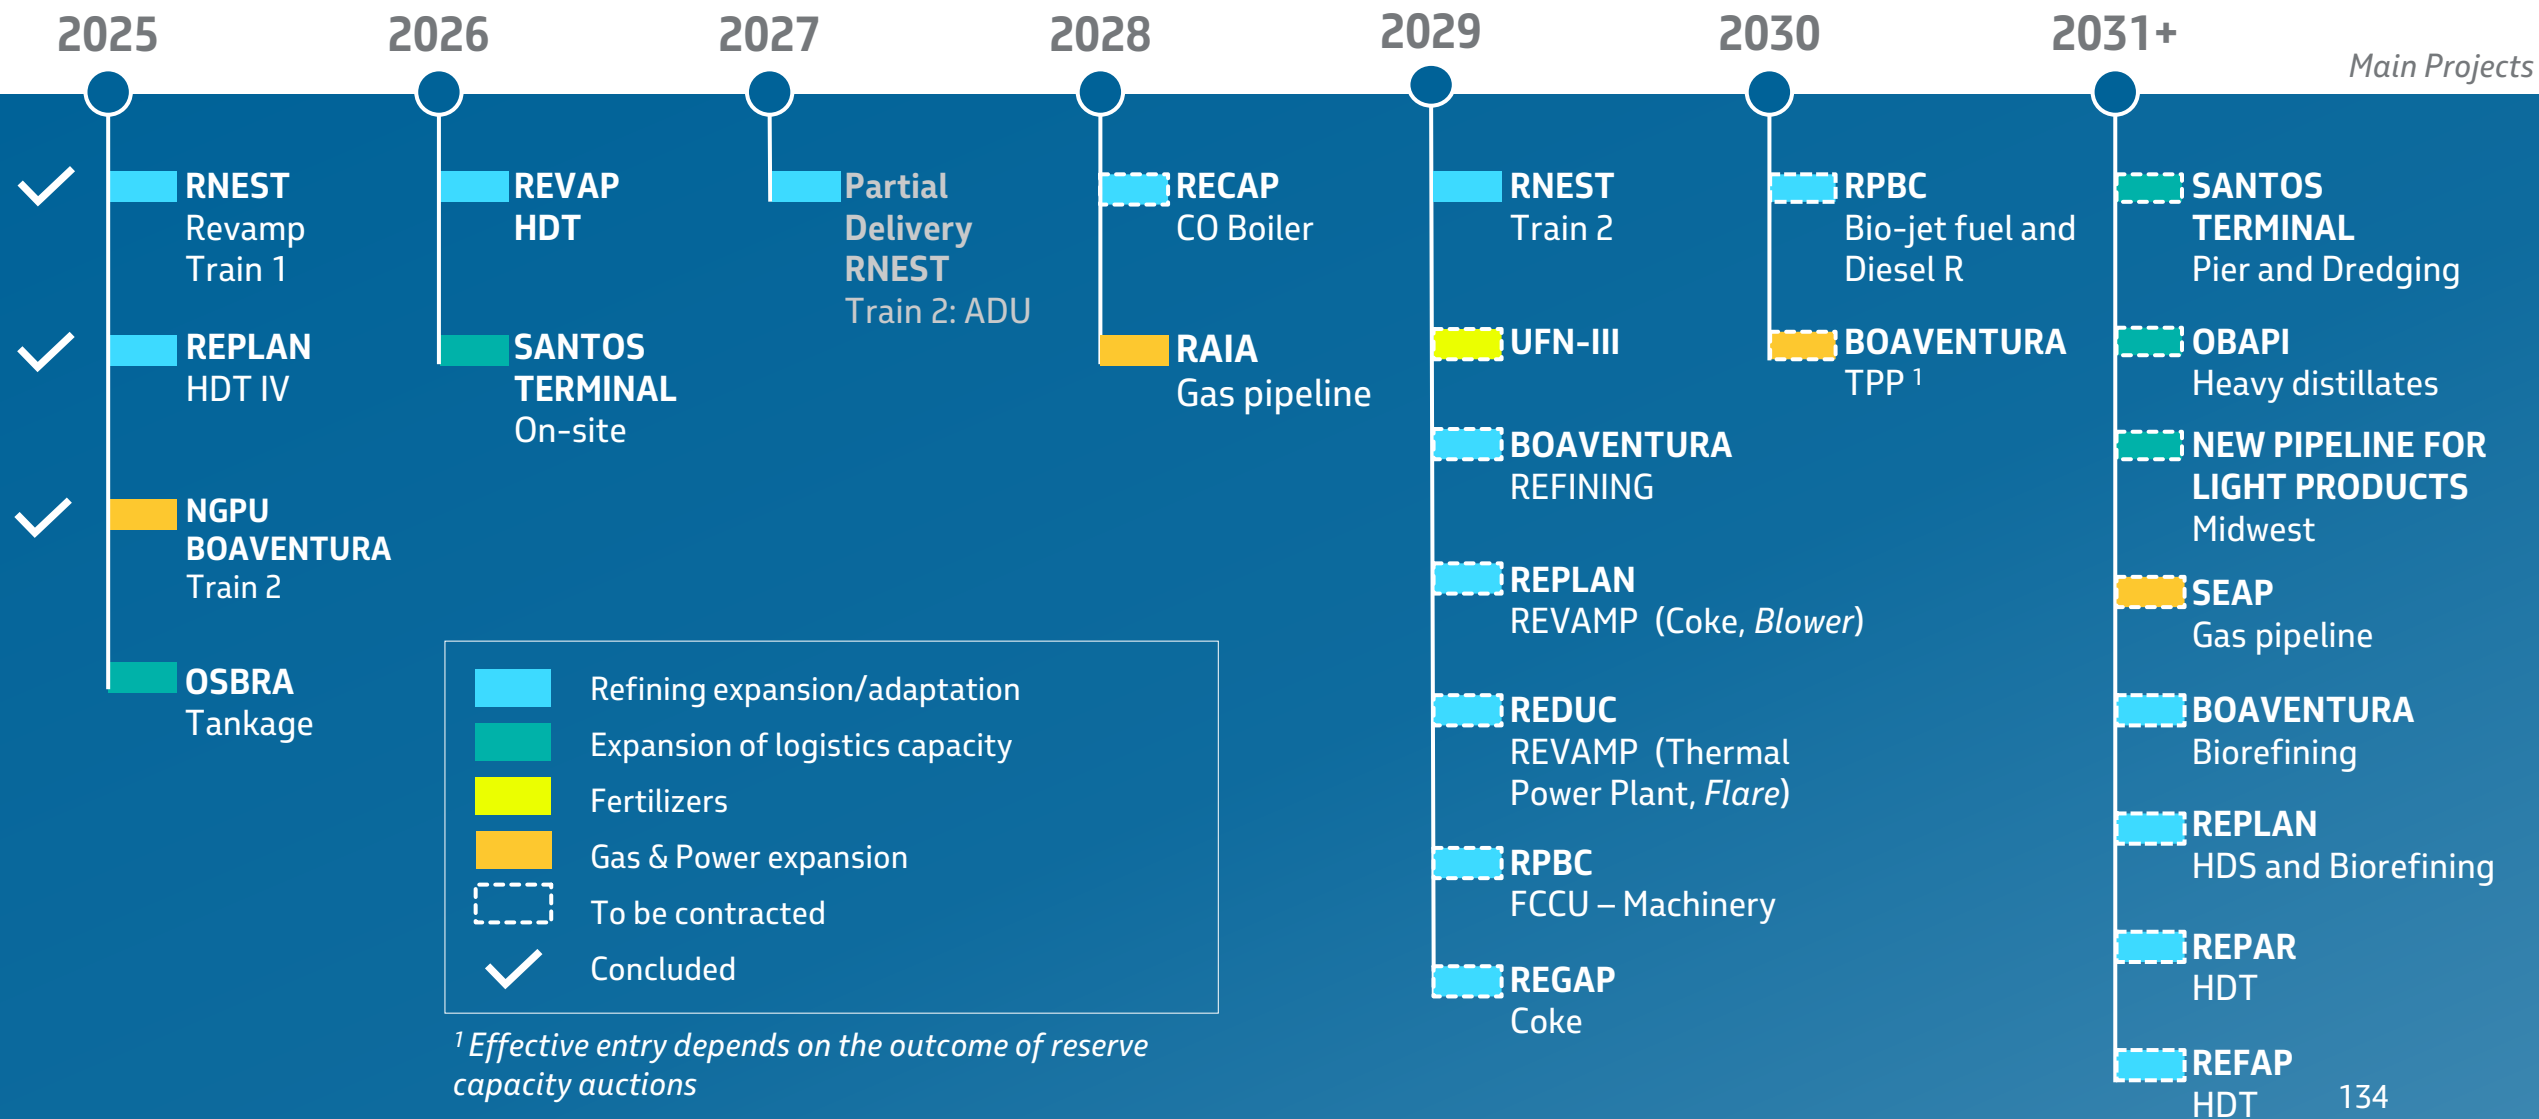 2025
2026
2027
2028
2029
2030
2031+
Main Projects
RNEST
Revamp
Train 1
REPLAN
HDT IV
NGPU
BOAVENTURA
Train 2
OSBRA
Tankage
REVAP
HDT
SANTOS
TERMINAL
On-site
Partial
Delivery
RNEST
Train 2: ADU
RECAP
CO Boiler
RAIA
Gas pipeline
RNEST
Train 2
UFN-III
BOAVENTURA
REFINING
REPLAN
REVAMP (Coke, Blower)
REDUC
REVAMP (Thermal
Power Plant, Flare)
RPBC
FCCU – Machinery
REGAP
Coke
RPBC
Bio-jet fuel and
Diesel R
BOAVENTURA
TPP ¹
SANTOS
TERMINAL
Pier and Dredging
OBAPI
Heavy distillates
NEW PIPELINE FOR
LIGHT PRODUCTS
Midwest
SEAP
Gas pipeline
BOAVENTURA
Biorefining
REPLAN
HDS and Biorefining
REPAR
HDT
REFAP
HDT
Refining expansion/adaptation
Expansion of logistics capacity
Fertilizers
Gas & Power expansion
To be contracted
Concluded
¹ Effective entry depends on the outcome of reserve
capacity auctions
134